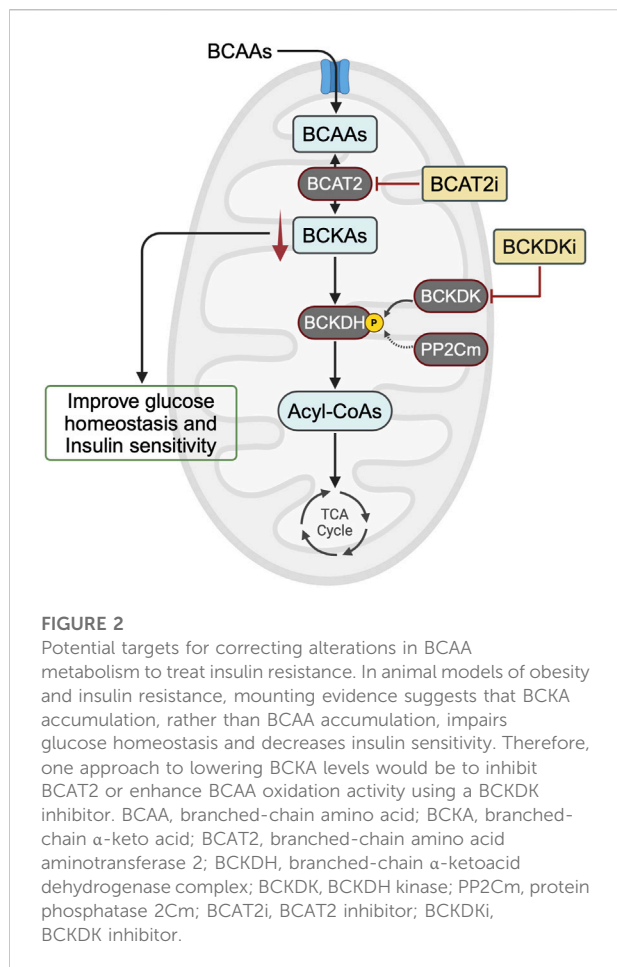 BCAAs
BCAAs
BCAT2
BCAT2i
BCKAs
BCKDKi
BCKDK
BCKDH
P
PP2Cm
Improve glucose
homeostasis and
Insulin sensitivity
Acyl-CoAs
TCA
Cycle
FIGURE 2
Potential targets for correcting alterations in BCAA
metabolism to treat insulin resistance. In animal models of obesity
and insulin resistance, mounting evidence suggests that BCKA
accumulation, rather than BCAA accumulation, impairs
glucose homeostasis and decreases insulin sensitivity. Therefore,
one approach to lowering BCKA levels would be to inhibit
BCAT2 or enhance BCAA oxidation activity using a BCKDK
inhibitor. BCAA, branched-chain amino acid; BCKA, branched-
chain α-keto acid; BCAT2, branched-chain amino acid
aminotransferase 2; BCKDH, branched-chain α-ketoacid
dehydrogenase complex; BCKDK, BCKDH kinase; PP2Cm, protein
phosphatase 2Cm; BCAT2i, BCAT2 inhibitor; BCKDKi,
BCKDK inhibitor.